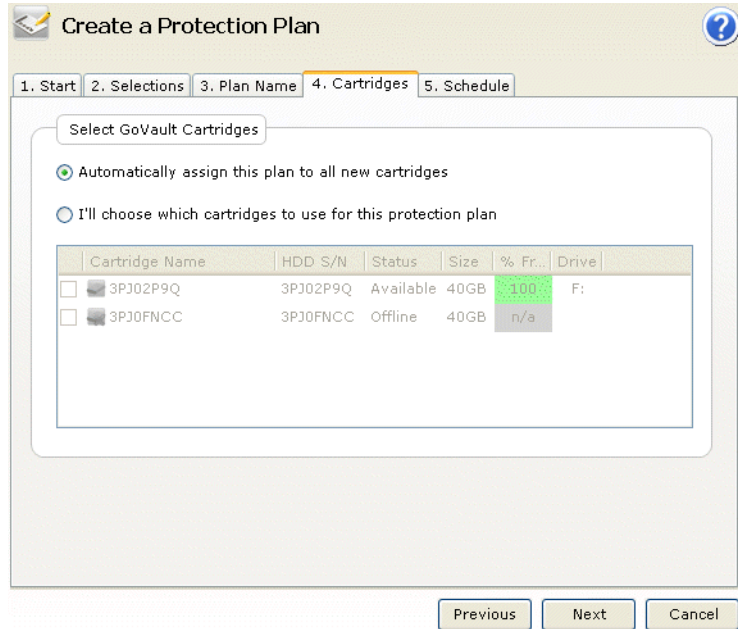 Create a Protection Plan
?
1. Start 2. Selections 3. Plan Name 4. Cartridges 5. Schedule
Select GoVault Cartridges
Automatically assign this plan to all new cartridges
I'll choose which cartridges to use for this protection plan
Cartridge Name HDD S/N Status Size % Fr... Drive
3PJ02P9Q 3PJ02P9Q Available 40GB 100 F:
3PJ0FNCC 3PJ0FNCC Offline 40GB n/a
Previous Next Cancel